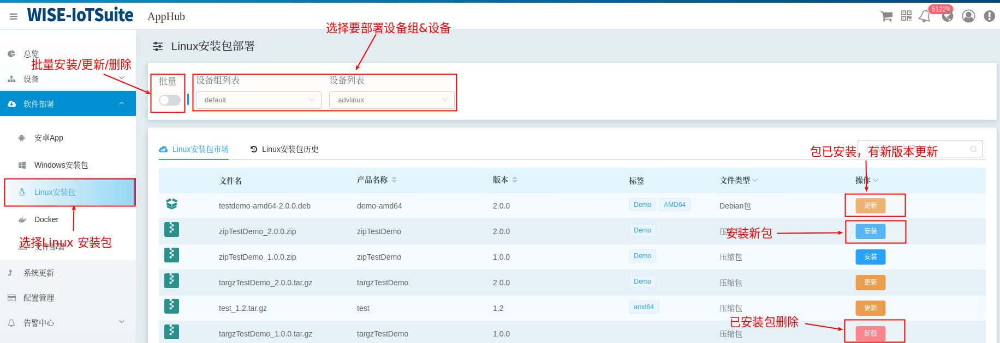 WISE-IoTSuite
AppHub
51228
选择要部署设备组&设备
总览
批量安装/更新/删除
设备
软件部署
安卓App
Windows安装包
Linux安装包
Docker
选择Linux 安装包
文件部署
系统更新
配置管理
告警中心
Linux安装包部署
批量
设备组列表
设备列表
default
advlinux
Linux安装包市场
Linux安装包历史
包已安装，有新版本更新
文件名 产品名称 版本 标签 文件类型 操作
testdemo-amd64-2.0.0.deb demo-amd64 2.0.0 Demo AMD64 Debian包 更新
zipTestDemo_2.0.0.zip zipTestDemo 2.0.0 Demo 压缩包 安装
安装新包
zipTestDemo_1.0.0.zip zipTestDemo 1.0.0 Demo 压缩包 安装
targzTestDemo_2.0.0.tar.gz targzTestDemo 2.0.0 Demo 压缩包 更新
test_1.2.tar.gz test 1.2 amd64 压缩包 更新
已安装包删除
targzTestDemo_1.0.0.tar.gz targzTestDemo 1.0.0 压缩包 卸载